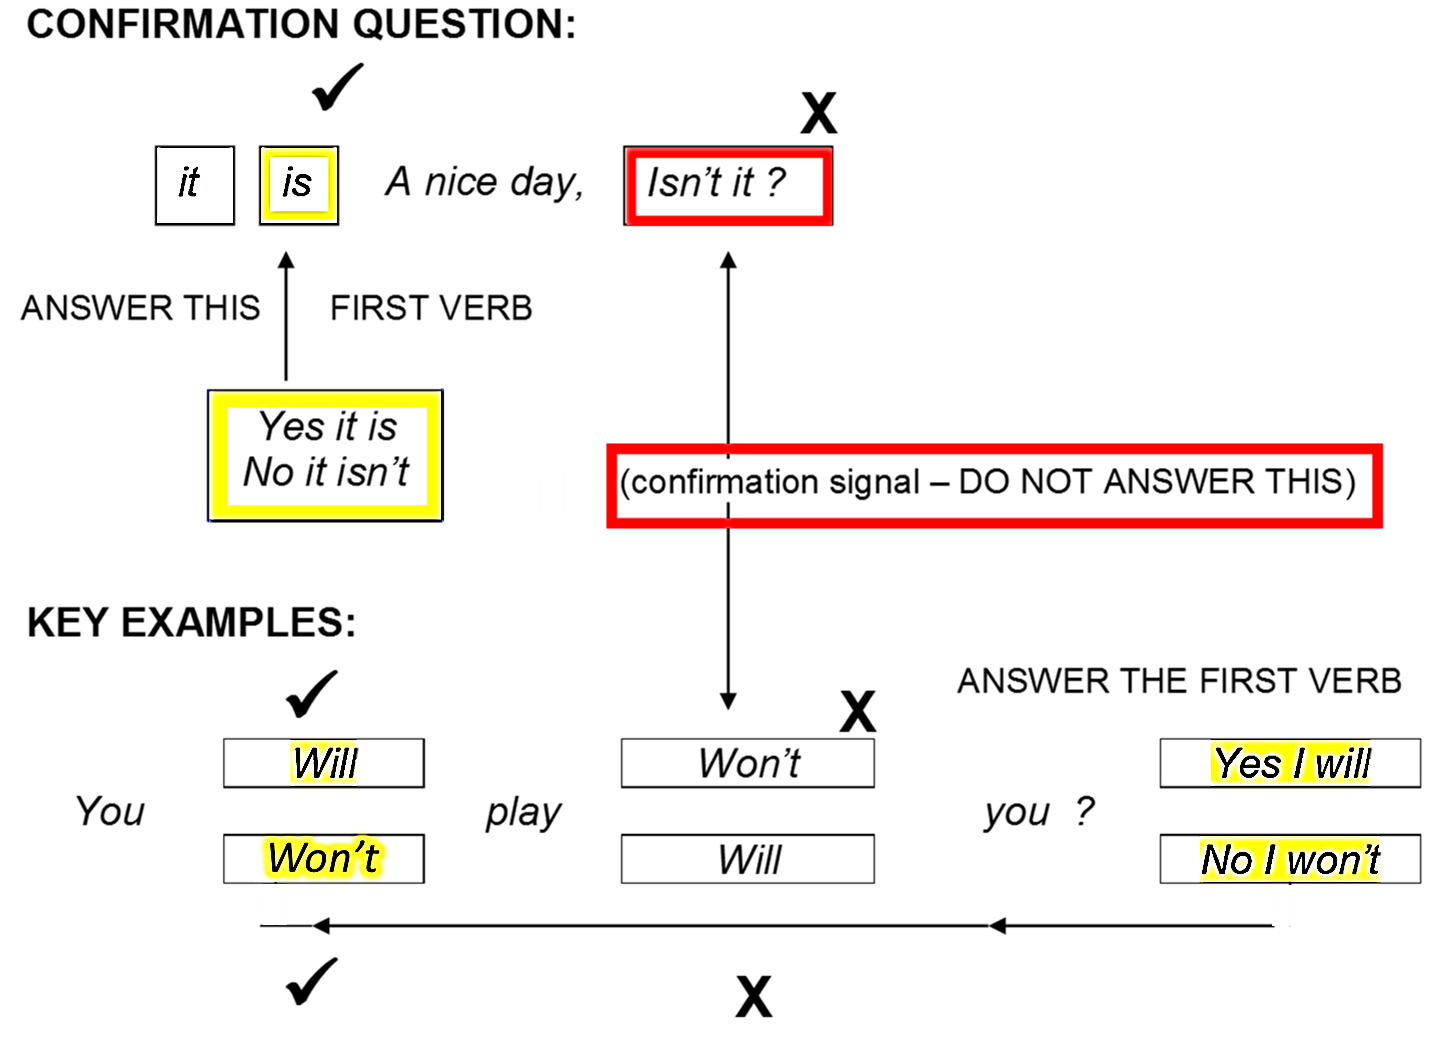 CONFIRMATION QUESTION:
✓ X
it is A nice day, Isn't it ?
ANSWER THIS FIRST VERB
Yes it is
No it isn't
(confirmation signal – DO NOT ANSWER THIS)
KEY EXAMPLES:
ANSWER THE FIRST VERB
✓ X
Will Won't Yes I will
You play you ?
Won't Will No I won't
✓ X